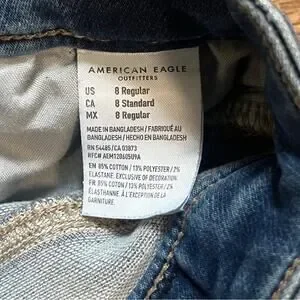 AMERICAN EAGLE
OUTFITTERS
US 8 Regular
CA 8 Standard
MX 8 Regular
MADE IN BANGLADESH / FABRIQUÉ AU
BANGLADESH / HECHO EN BANGLADESH
RN 54485/CA 03873
RFC# AEM120605U9A
EN 85% COTTON / 13% POLYESTER / 2%
ELASTANE: EXCLUSIVE OF DECORATION.
FR 85% COTON / 13% POLYESTER / 2%
ÉLASTHANNE: À L'EXCEPTION DE LA
GARNITURE.